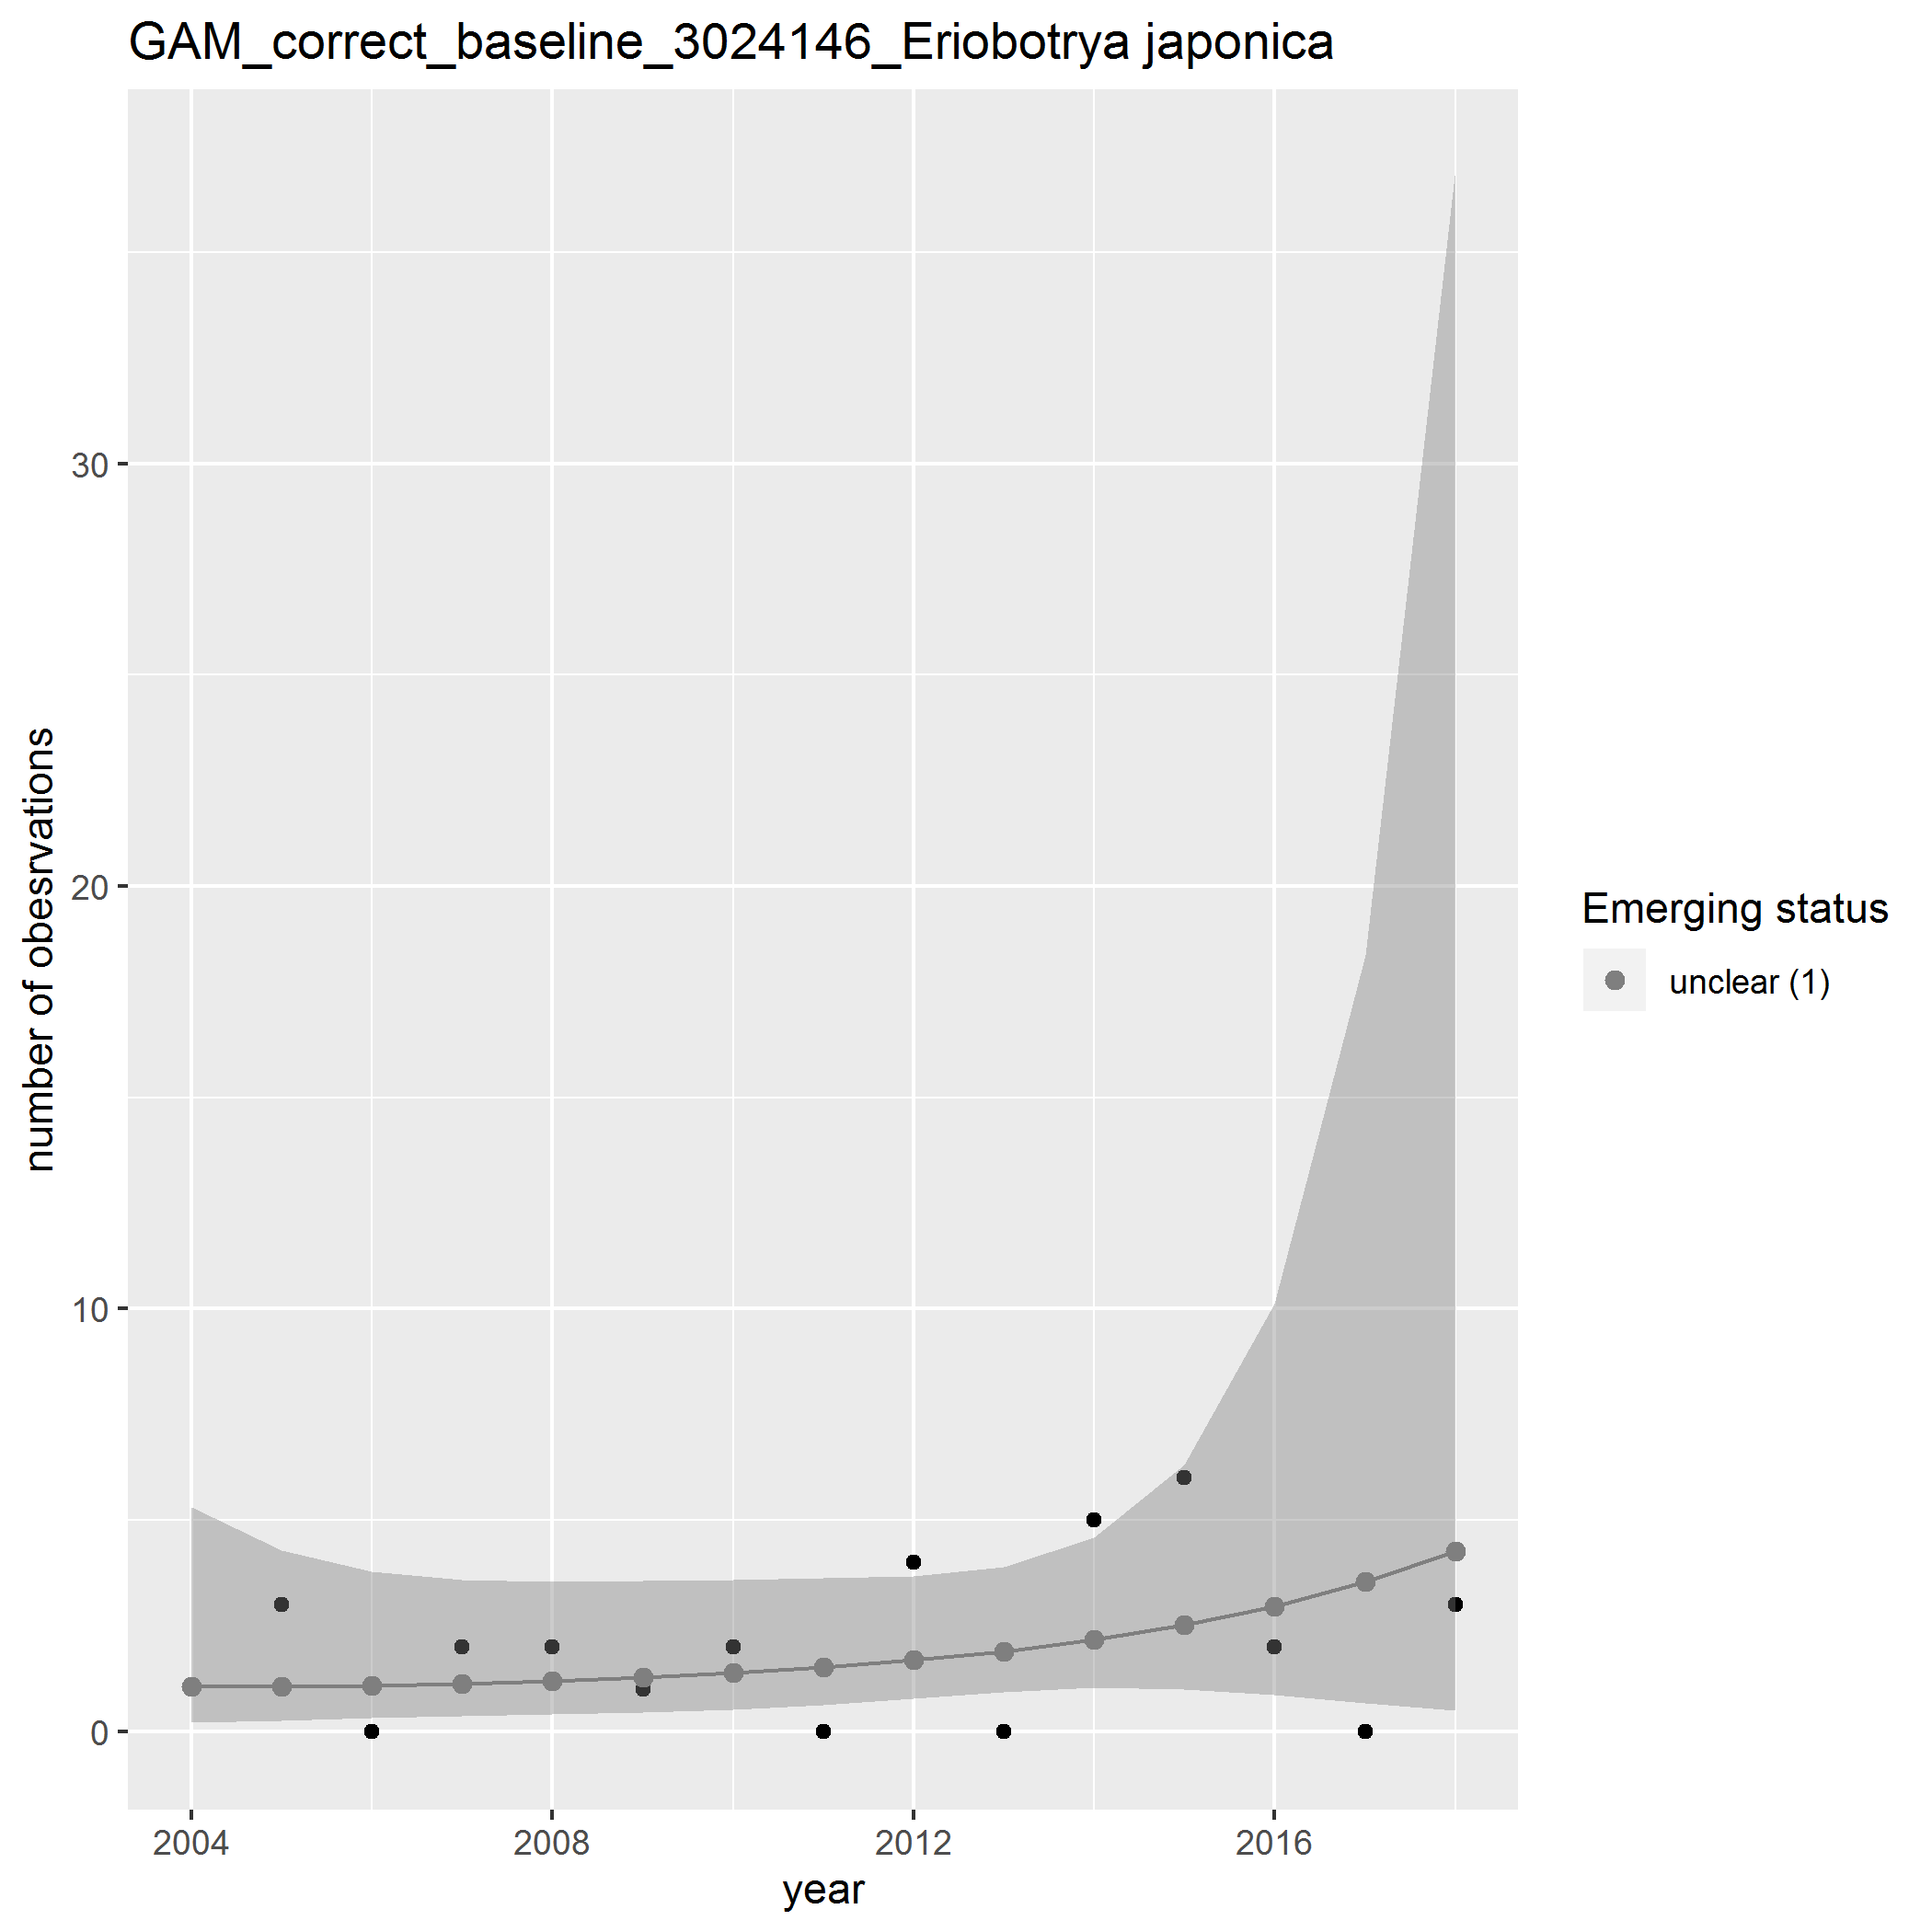 GAM_correct_baseline_3024146_Eriobotrya japonica
number of obesrvations
30
20
10
0
2004
2008
2012
2016
year
Emerging status
unclear (1)